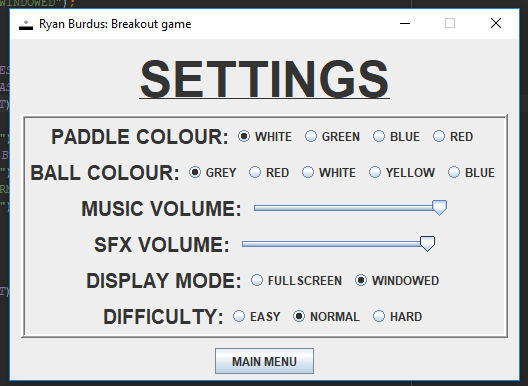 WINDOWED");
Ryan Burdus: Breakout game
SETTINGS
PADDLE COLOUR: WHITE GREEN BLUE RED
BALL COLOUR: GREY RED WHITE YELLOW BLUE
MUSIC VOLUME:
SFX VOLUME:
DISPLAY MODE: FULLSCREEN WINDOWED
DIFFICULTY: EASY NORMAL HARD
MAIN MENU